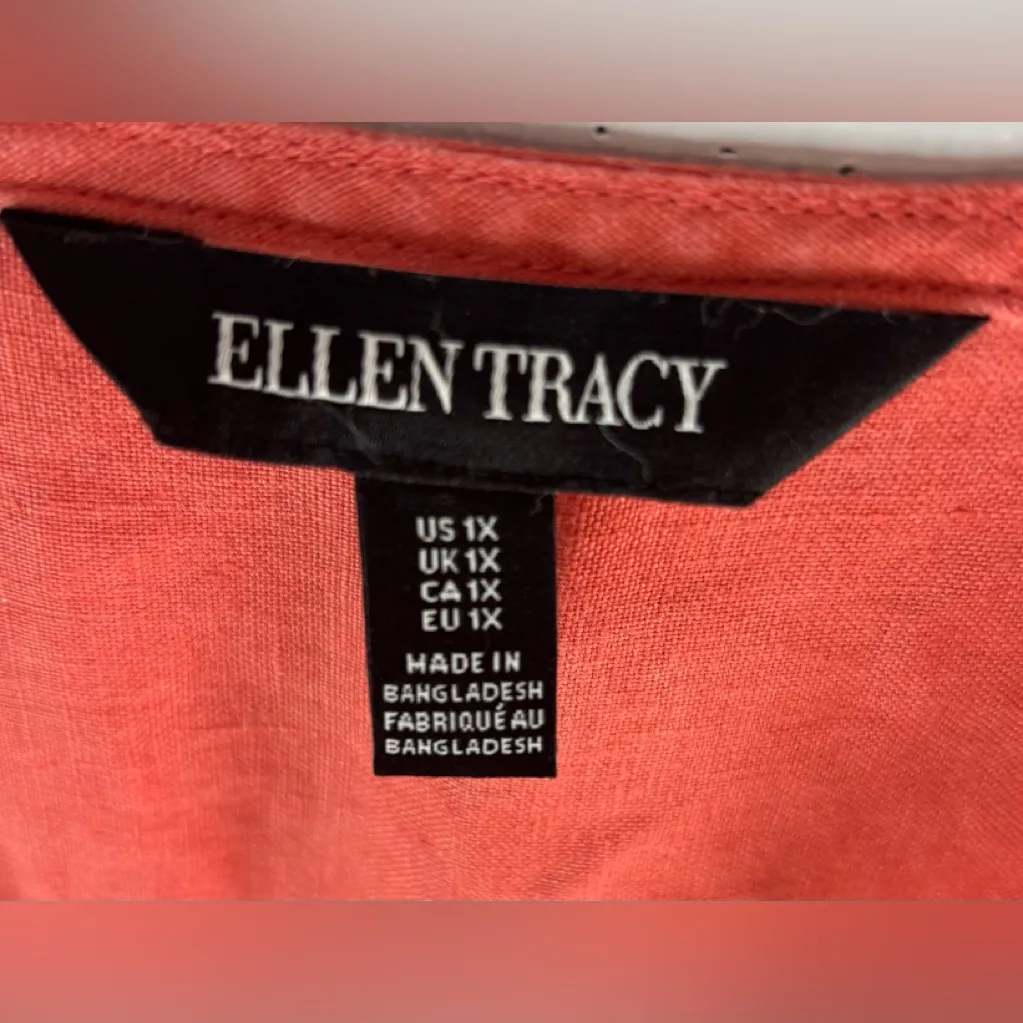 ELLEN TRACY
US 1X
UK 1X
CA 1X
EU 1X
MADE IN
BANGLADESH
FABRIQUÉ AU
BANGLADESH